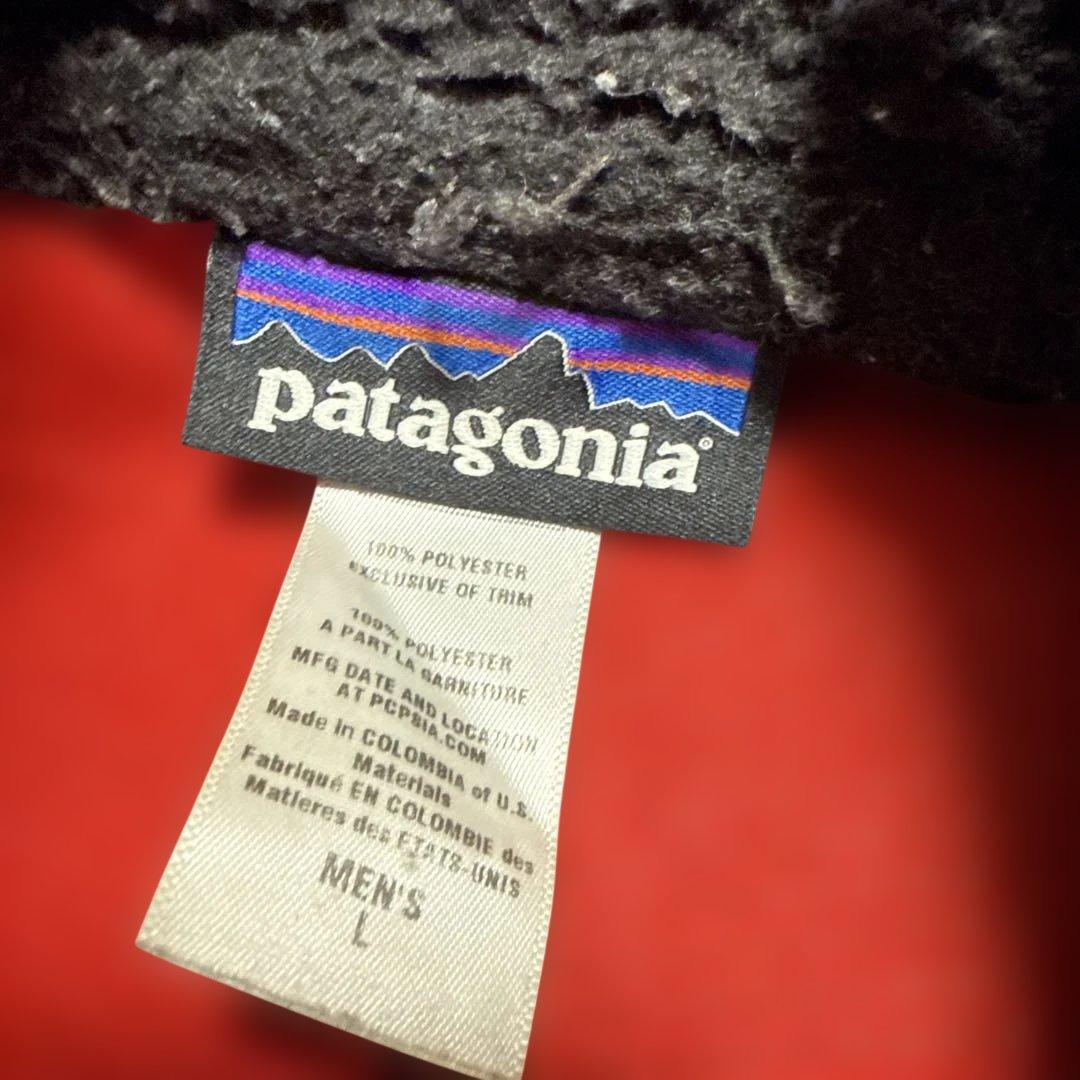 patagonia®
100% POLYESTER
EXCLUSIVE OF TRIM
100% POLYESTER
A PART LA GARNITURE
MFG DATE AND LOCATION
AT PCPSIA.COM
Made in COLOMBIA of U.S.
Materials
Fabriqué EN COLOMBIE des
Matieres des ETATS-UNIS
MEN'S
L